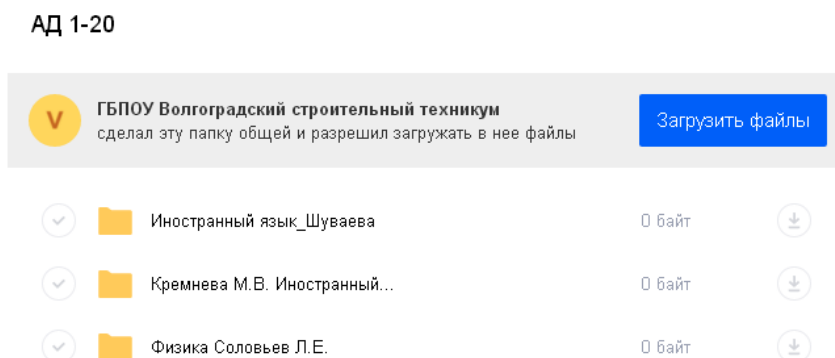 АД 1-20
V
ГБПОУ Волгоградский строительный техникум
сделал эту папку общей и разрешил загружать в нее файлы
Загрузить файлы
Иностранный язык_Шуваева 0 байт
Кремнева М.В. Иностранный... 0 байт
Физика Соловьев Л.Е. 0 байт